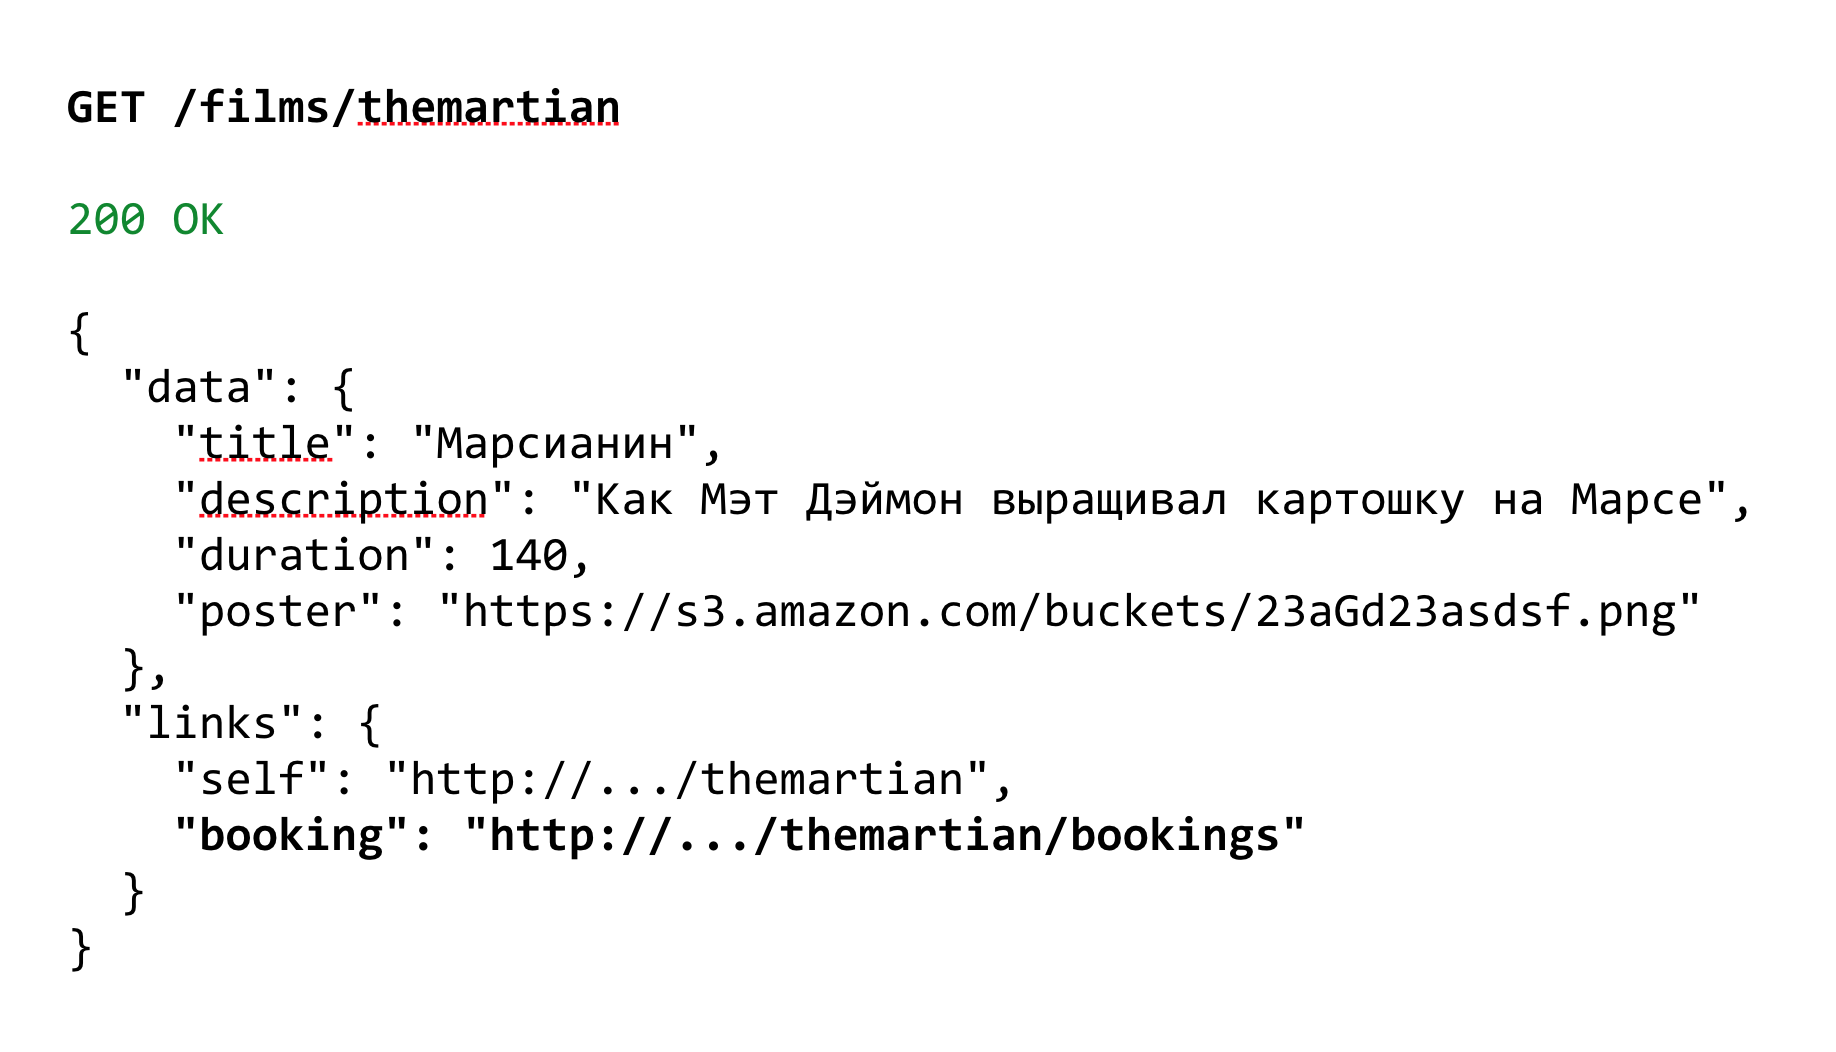 GET /films/themartian
200 OK
{
  "data": {
    "title": "Марсианин",
    "description": "Как Мэт Дэймон выращивал картошку на Марсе",
    "duration": 140,
    "poster": "https://s3.amazon.com/buckets/23aGd23asdsf.png"
  },
  "links": {
    "self": "http://.../themartian",
    "booking": "http://.../themartian/bookings"
  }
}